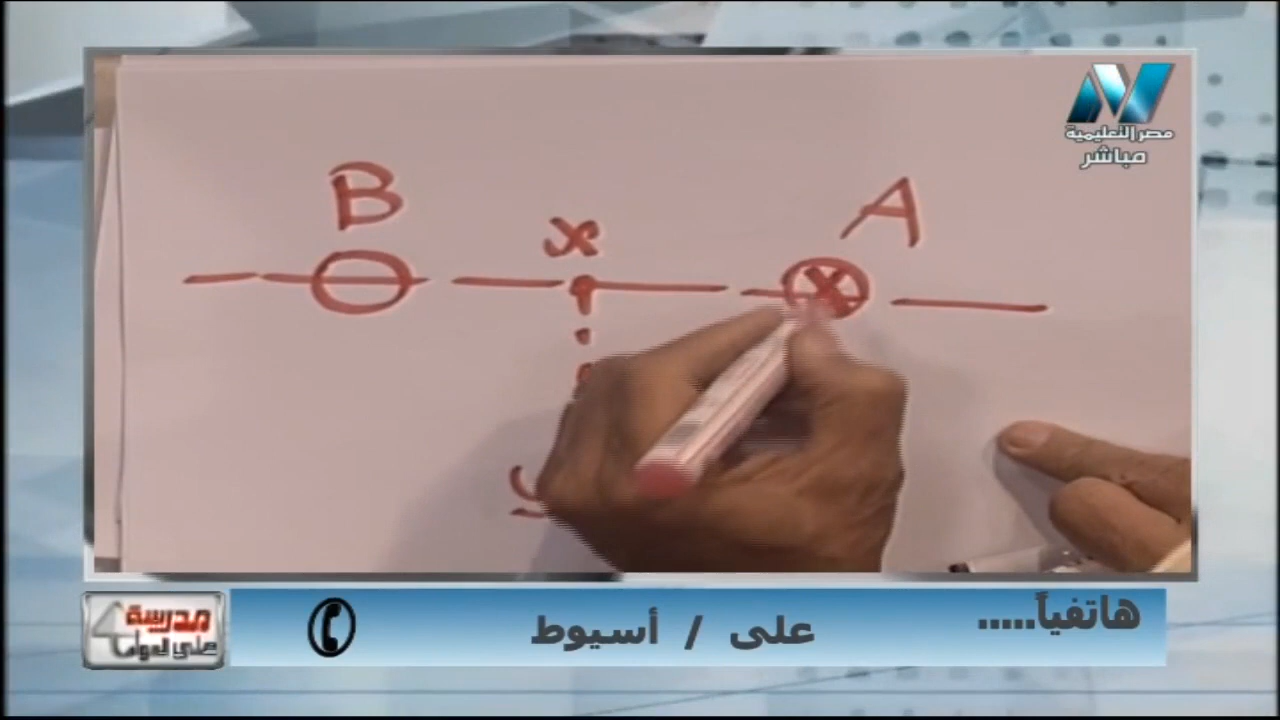 مصر التعليمية
مباشر
B
x
A
y
هاتفياً.....
على / أسيوط
مدرسة
على الهواء